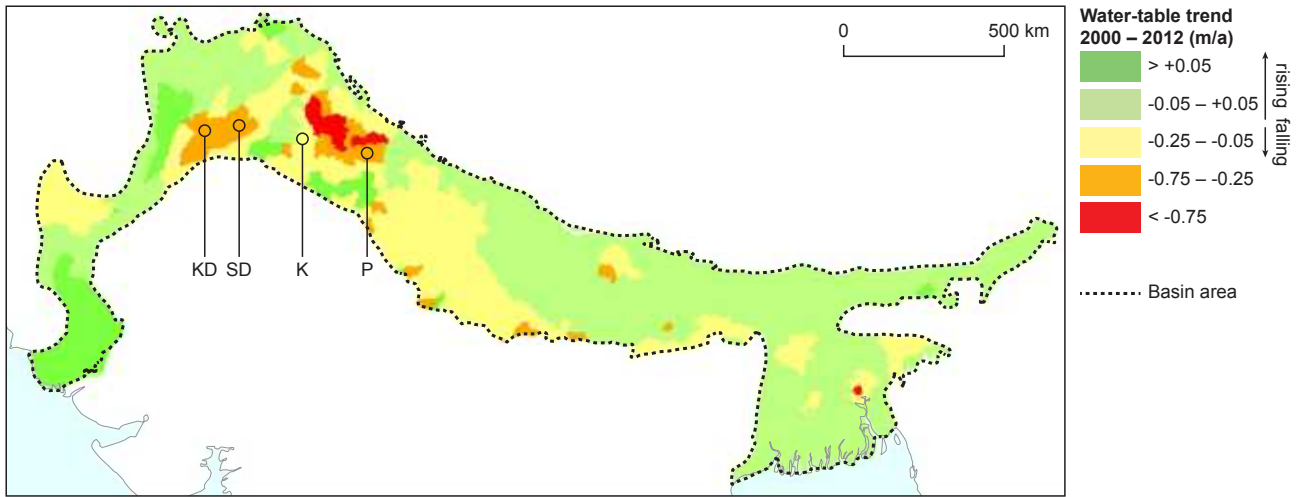 0 500 km
KD SD K P
Water-table trend
2000 – 2012 (m/a)
> +0.05
-0.05 – +0.05
-0.25 – -0.05
-0.75 – -0.25
< -0.75
rising
falling
Basin area